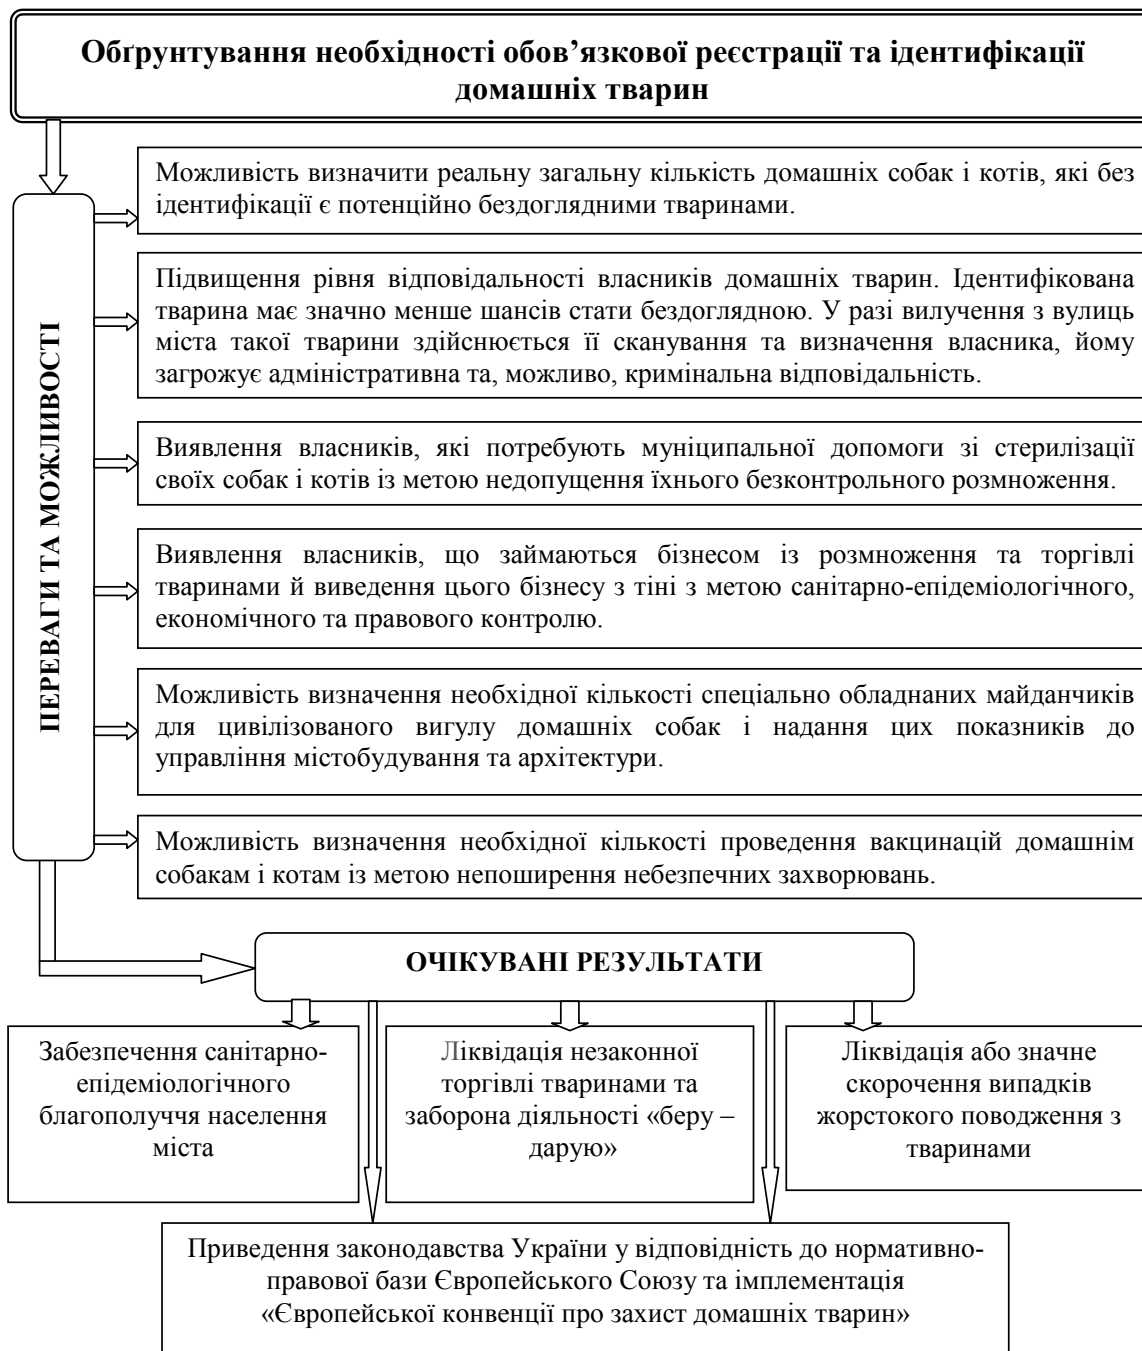 Обґрунтування необхідності обов’язкової реєстрації та ідентифікації
домашніх тварин
ПЕРЕВАГИ ТА МОЖЛИВОСТІ
Можливість визначити реальну загальну кількість домашніх собак і котів, які без
ідентифікації є потенційно бездоглядними тваринами.
Підвищення рівня відповідальності власників домашніх тварин. Ідентифікована
тварина має значно менше шансів стати бездоглядною. У разі вилучення з вулиць
міста такої тварини здійснюється її сканування та визначення власника, йому
загрожує адміністративна та, можливо, кримінальна відповідальність.
Виявлення власників, які потребують муніципальної допомоги зі стерилізації
своїх собак і котів із метою недопущення їхнього безконтрольного розмноження.
Виявлення власників, що займаються бізнесом із розмноження та торгівлі
тваринами й виведення цього бізнесу з тіні з метою санітарно-епідеміологічного,
економічного та правового контролю.
Можливість визначення необхідної кількості спеціально обладнаних майданчиків
для цивілізованого вигулу домашніх собак і надання цих показників до
управління містобудування та архітектури.
Можливість визначення необхідної кількості проведення вакцинацій домашнім
собакам і котам із метою непоширення небезпечних захворювань.
ОЧІКУВАНІ РЕЗУЛЬТАТИ
Забезпечення санітарно-
епідеміологічного
благополуччя населення
міста
Ліквідація незаконної
торгівлі тваринами та
заборона діяльності «беру –
дарую»
Ліквідація або значне
скорочення випадків
жорстокого поводження з
тваринами
Приведення законодавства України у відповідність до нормативно-
правової бази Європейського Союзу та імплементація
«Європейської конвенції про захист домашніх тварин»